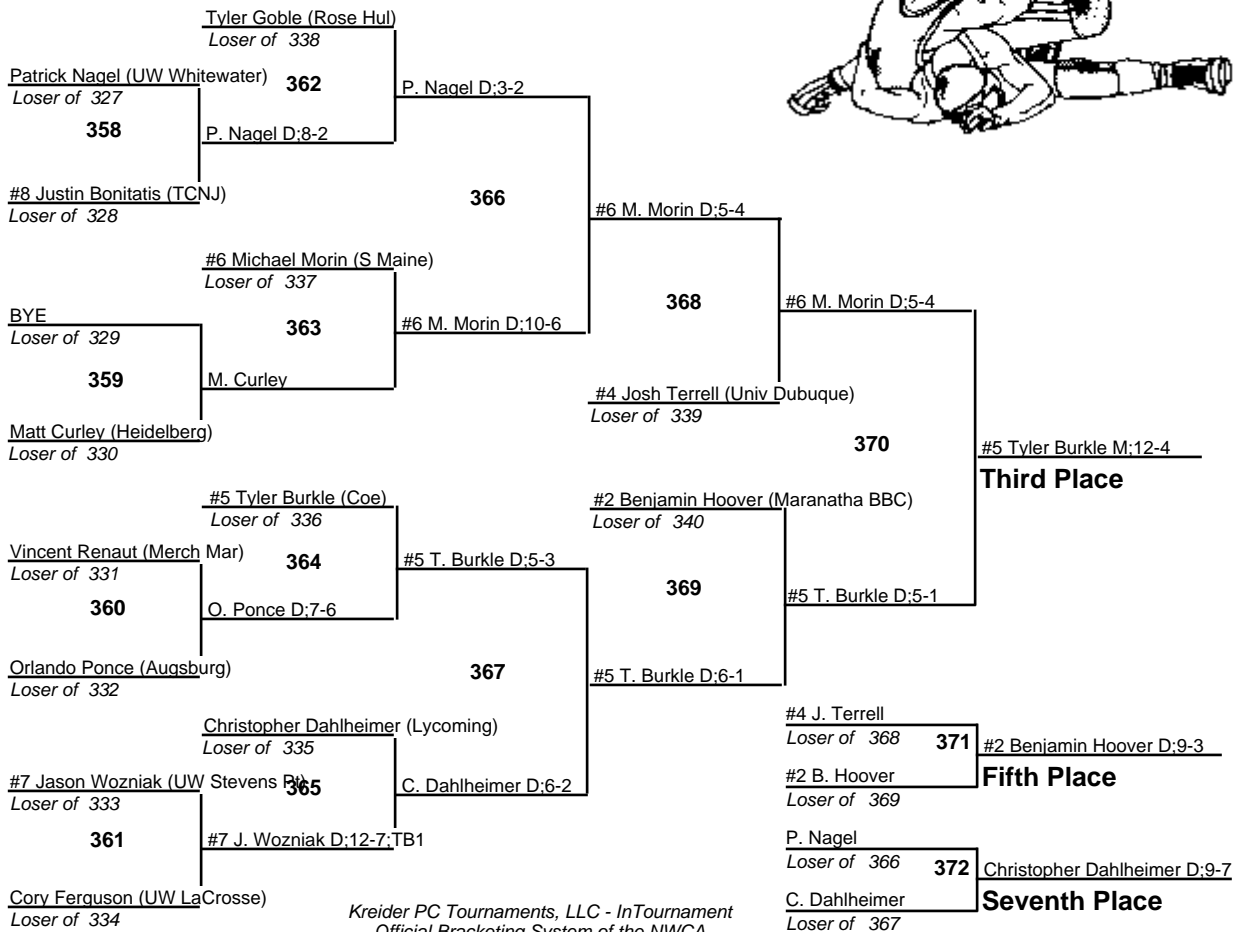 Tyler Goble (Rose Hul)
Loser of 338
Patrick Nagel (UW Whitewater)
Loser of 327
362
P. Nagel D;3-2
358
P. Nagel D;8-2
#8 Justin Bonitatis (TCNJ)
Loser of 328
366
#6 M. Morin D;5-4
#6 Michael Morin (S Maine)
Loser of 337
BYE
Loser of 329
363
#6 M. Morin D;10-6
368
#6 M. Morin D;5-4
359
M. Curley
#4 Josh Terrell (Univ Dubuque)
Loser of 339
Matt Curley (Heidelberg)
Loser of 330
370
#5 Tyler Burkle M;12-4
Third Place
#5 Tyler Burkle (Coe)
Loser of 336
#2 Benjamin Hoover (Maranatha BBC)
Loser of 340
Vincent Renaut (Merch Mar)
Loser of 331
364
#5 T. Burkle D;5-3
360
O. Ponce D;7-6
369
#5 T. Burkle D;5-1
Orlando Ponce (Augsburg)
Loser of 332
367
#5 T. Burkle D;6-1
Christopher Dahlheimer (Lycoming)
Loser of 335
#4 J. Terrell
Loser of 368
371
#2 Benjamin Hoover D;9-3
Fifth Place
#2 B. Hoover
Loser of 369
#7 Jason Wozniak (UW Stevens Pt)
Loser of 333
365
C. Dahlheimer D;6-2
361
#7 J. Wozniak D;12-7;TB1
P. Nagel
Loser of 366
372
Christopher Dahlheimer D;9-7
Seventh Place
C. Dahlheimer
Loser of 367
Cory Ferguson (UW LaCrosse)
Loser of 334
Kreider PC Tournaments, LLC - InTournament
Official Bracketing System of the NWCA